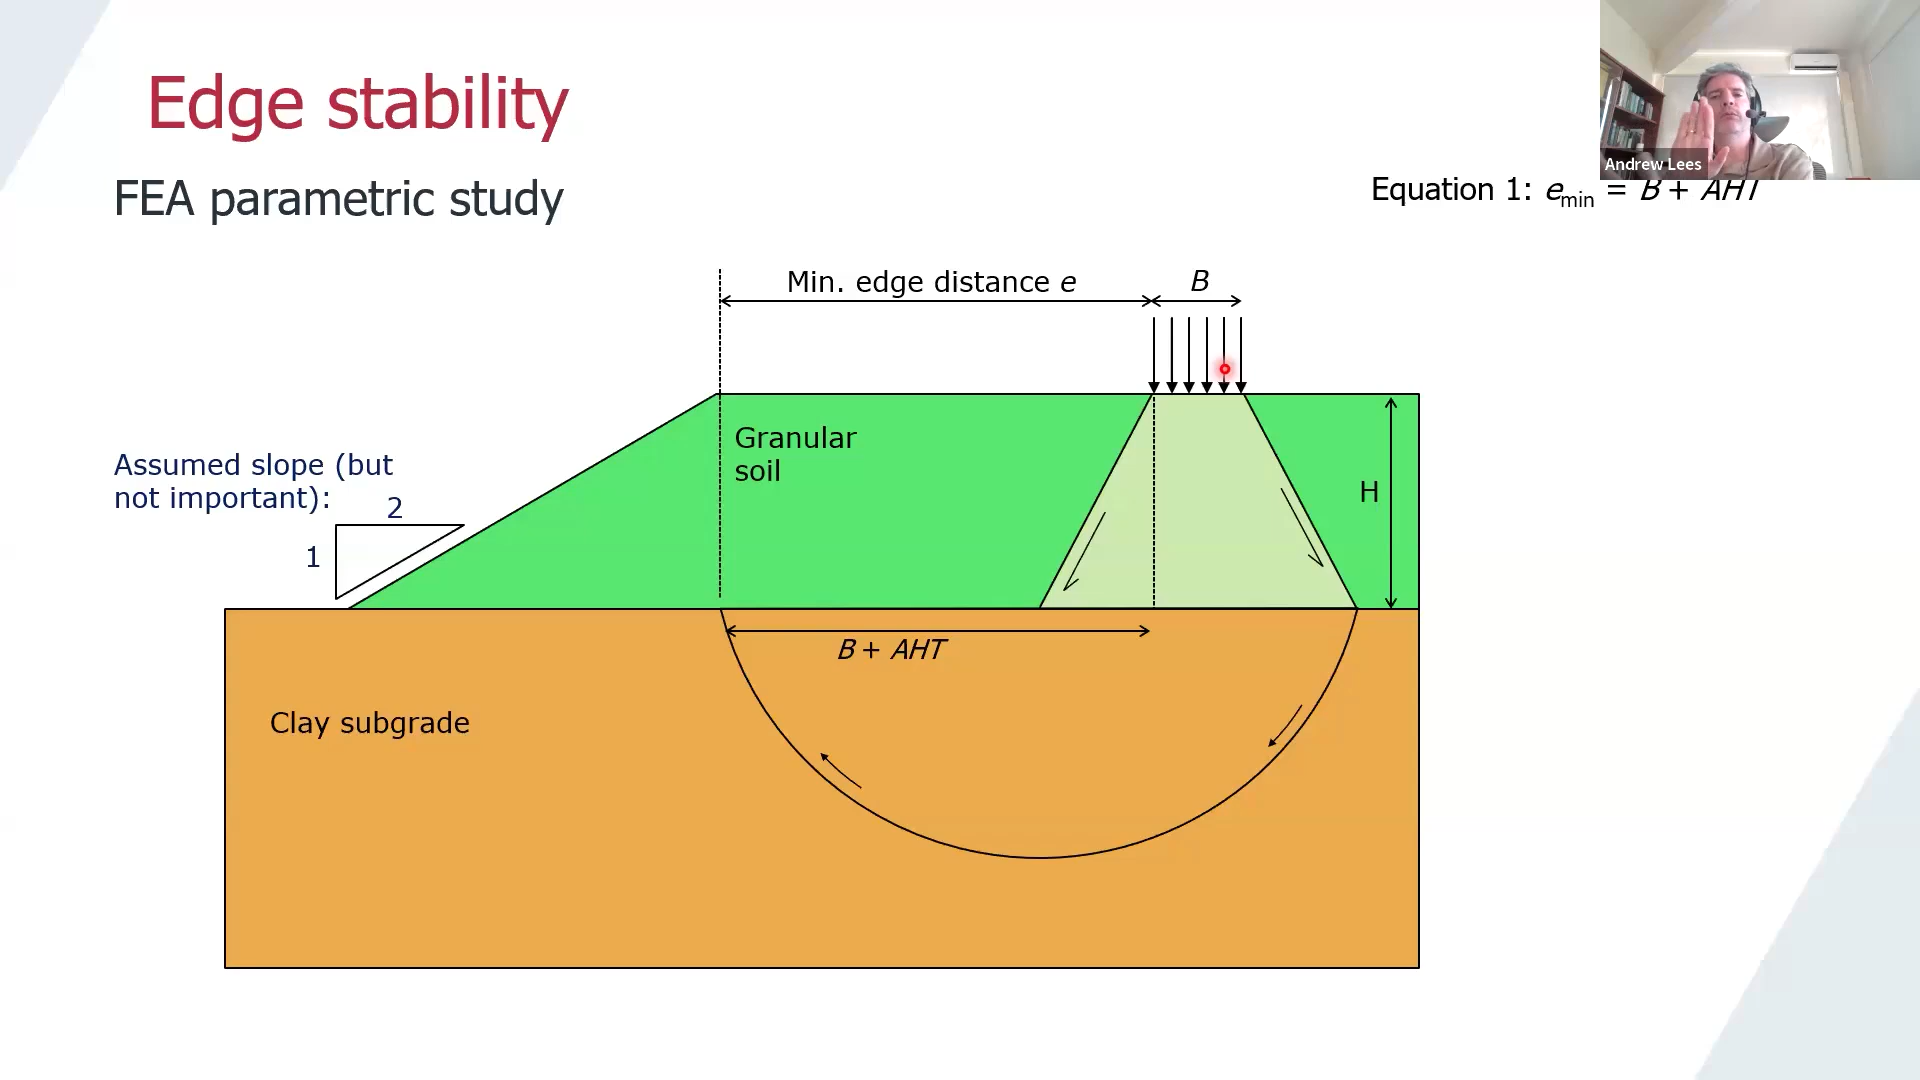 Edge stability
Andrew Lees
FEA parametric study
Equation 1: emin = B + AHT
Min. edge distance e
B
Granular
soil
Assumed slope (but
not important):
2
1
H
B + AHT
Clay subgrade